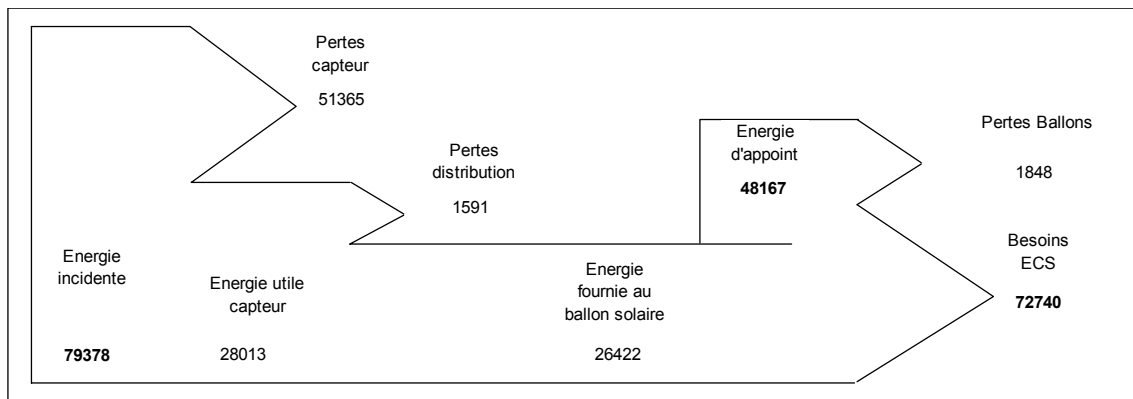 Pertes
capteur
51365
Pertes
distribution
1591
Energie
d'appoint
48167
Pertes Ballons
1848
Energie
incidente
79378
Energie utile
capteur
28013
Energie
fournie au
ballon solaire
26422
Besoins
ECS
72740